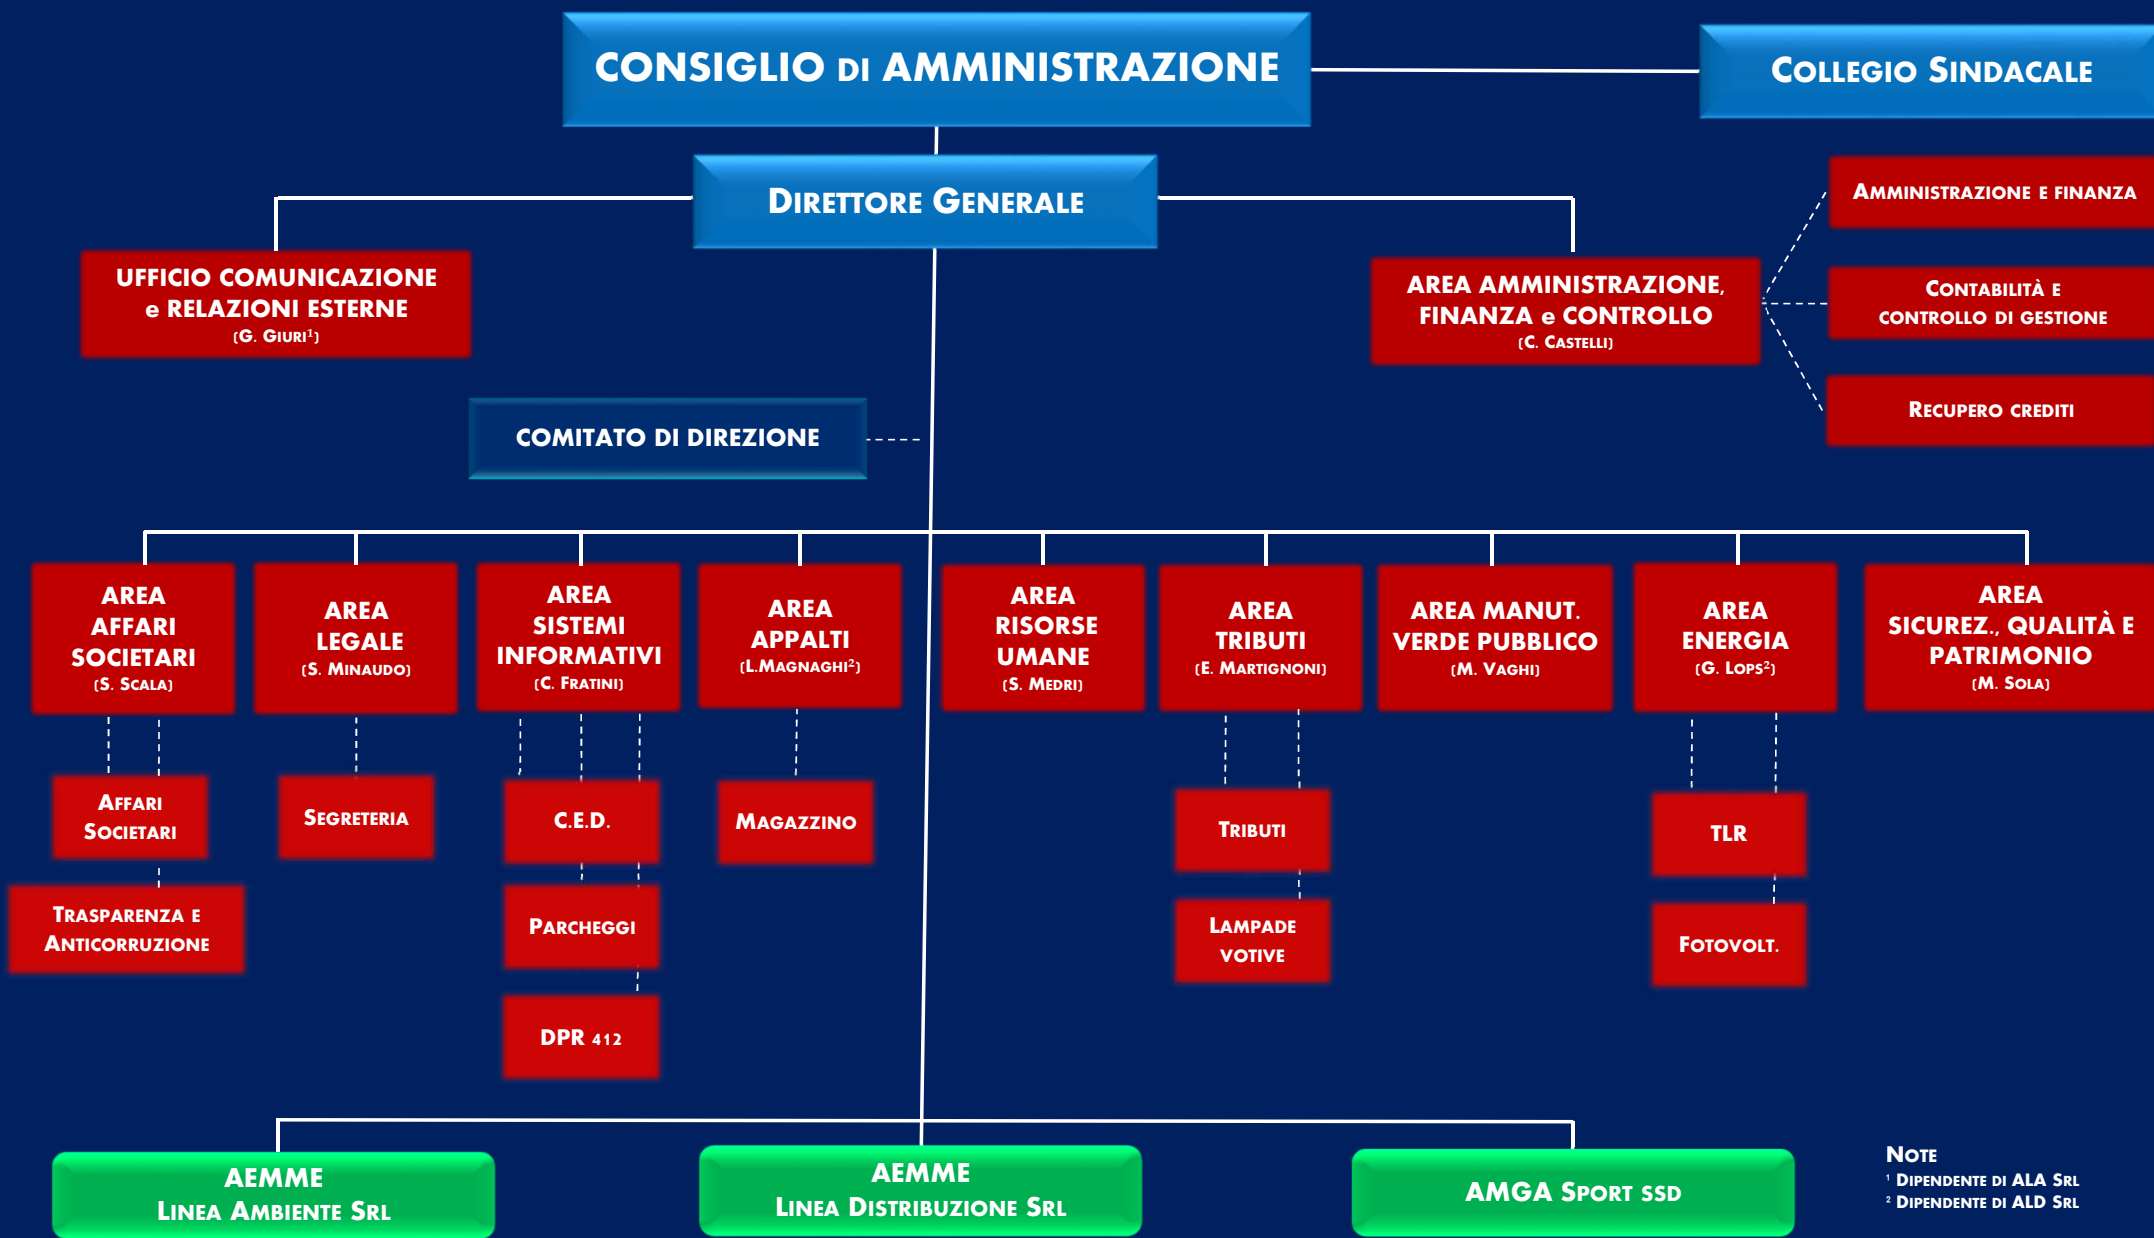 CONSIGLIO DI AMMINISTRAZIONE
COLLEGIO SINDACALE
DIRETTORE GENERALE
AMMINISTRAZIONE E FINANZA
CONTABILITÀ E
CONTROLLO DI GESTIONE
RECUPERO CREDITI
UFFICIO COMUNICAZIONE
e RELAZIONI ESTERNE
(G. GIURI¹)
AREA AMMINISTRAZIONE,
FINANZA e CONTROLLO
(C. CASTELLI)
COMITATO DI DIREZIONE
AREA
AFFARI
SOCIETARI
(S. SCALA)
AREA
LEGALE
(S. MINAUDO)
AREA
SISTEMI
INFORMATIVI
(C. FRATINI)
AREA
APPALTI
(L.MAGNAGHI²)
AREA
RISORSE
UMANE
(S. MEDRI)
AREA
TRIBUTI
(E. MARTIGNONI)
AREA MANUT.
VERDE PUBBLICO
(M. VAGHI)
AREA
ENERGIA
(G. LOPS²)
AREA
SICUREZ., QUALITÀ E
PATRIMONIO
(M. SOLA)
AFFARI
SOCIETARI
TRASPARENZA E
ANTICORRUZIONE
SEGRETERIA
C.E.D.
PARCHEGGI
DPR 412
MAGAZZINO
TRIBUTI
LAMPADE
VOTIVE
TLR
FOTOVOLT.
AEMME
LINEA AMBIENTE SRL
AEMME
LINEA DISTRIBUZIONE SRL
AMGA SPORT SSD
NOTE
¹ DIPENDENTE DI ALA SRL
² DIPENDENTE DI ALD SRL